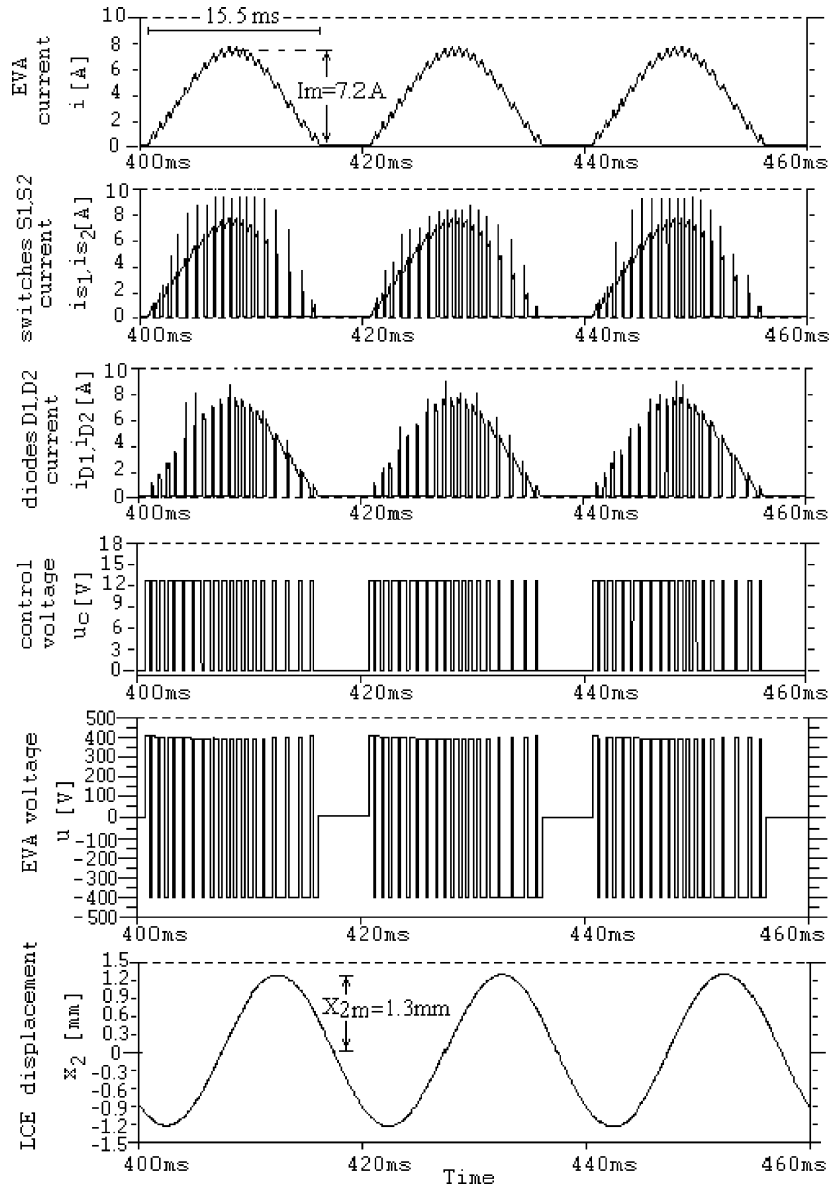 EVA
current
i [A]
10
8
6
4
2
0
15.5 ms
Im=7.2A
400ms
420ms
440ms
460ms
switches S1,S2
current
is1,is2[A]
10
8
6
4
2
0
400ms
420ms
440ms
460ms
diodes D1,D2
current
iD1,iD2 [A]
10
8
6
4
2
0
400ms
420ms
440ms
460ms
control
voltage
uc[V]
18
15
12
9
6
3
0
400ms
420ms
440ms
460ms
EVA voltage
u [V]
500
400
300
200
100
0
-100
-200
-300
-400
-500
400ms
420ms
440ms
460ms
LCE displacement
x2 [mm]
1.5
1.2
0.9
0.6
0.3
0
-0.3
-0.6
-0.9
-1.2
-1.5
X2m=1.3mm
400ms
420ms
440ms
460ms
Time